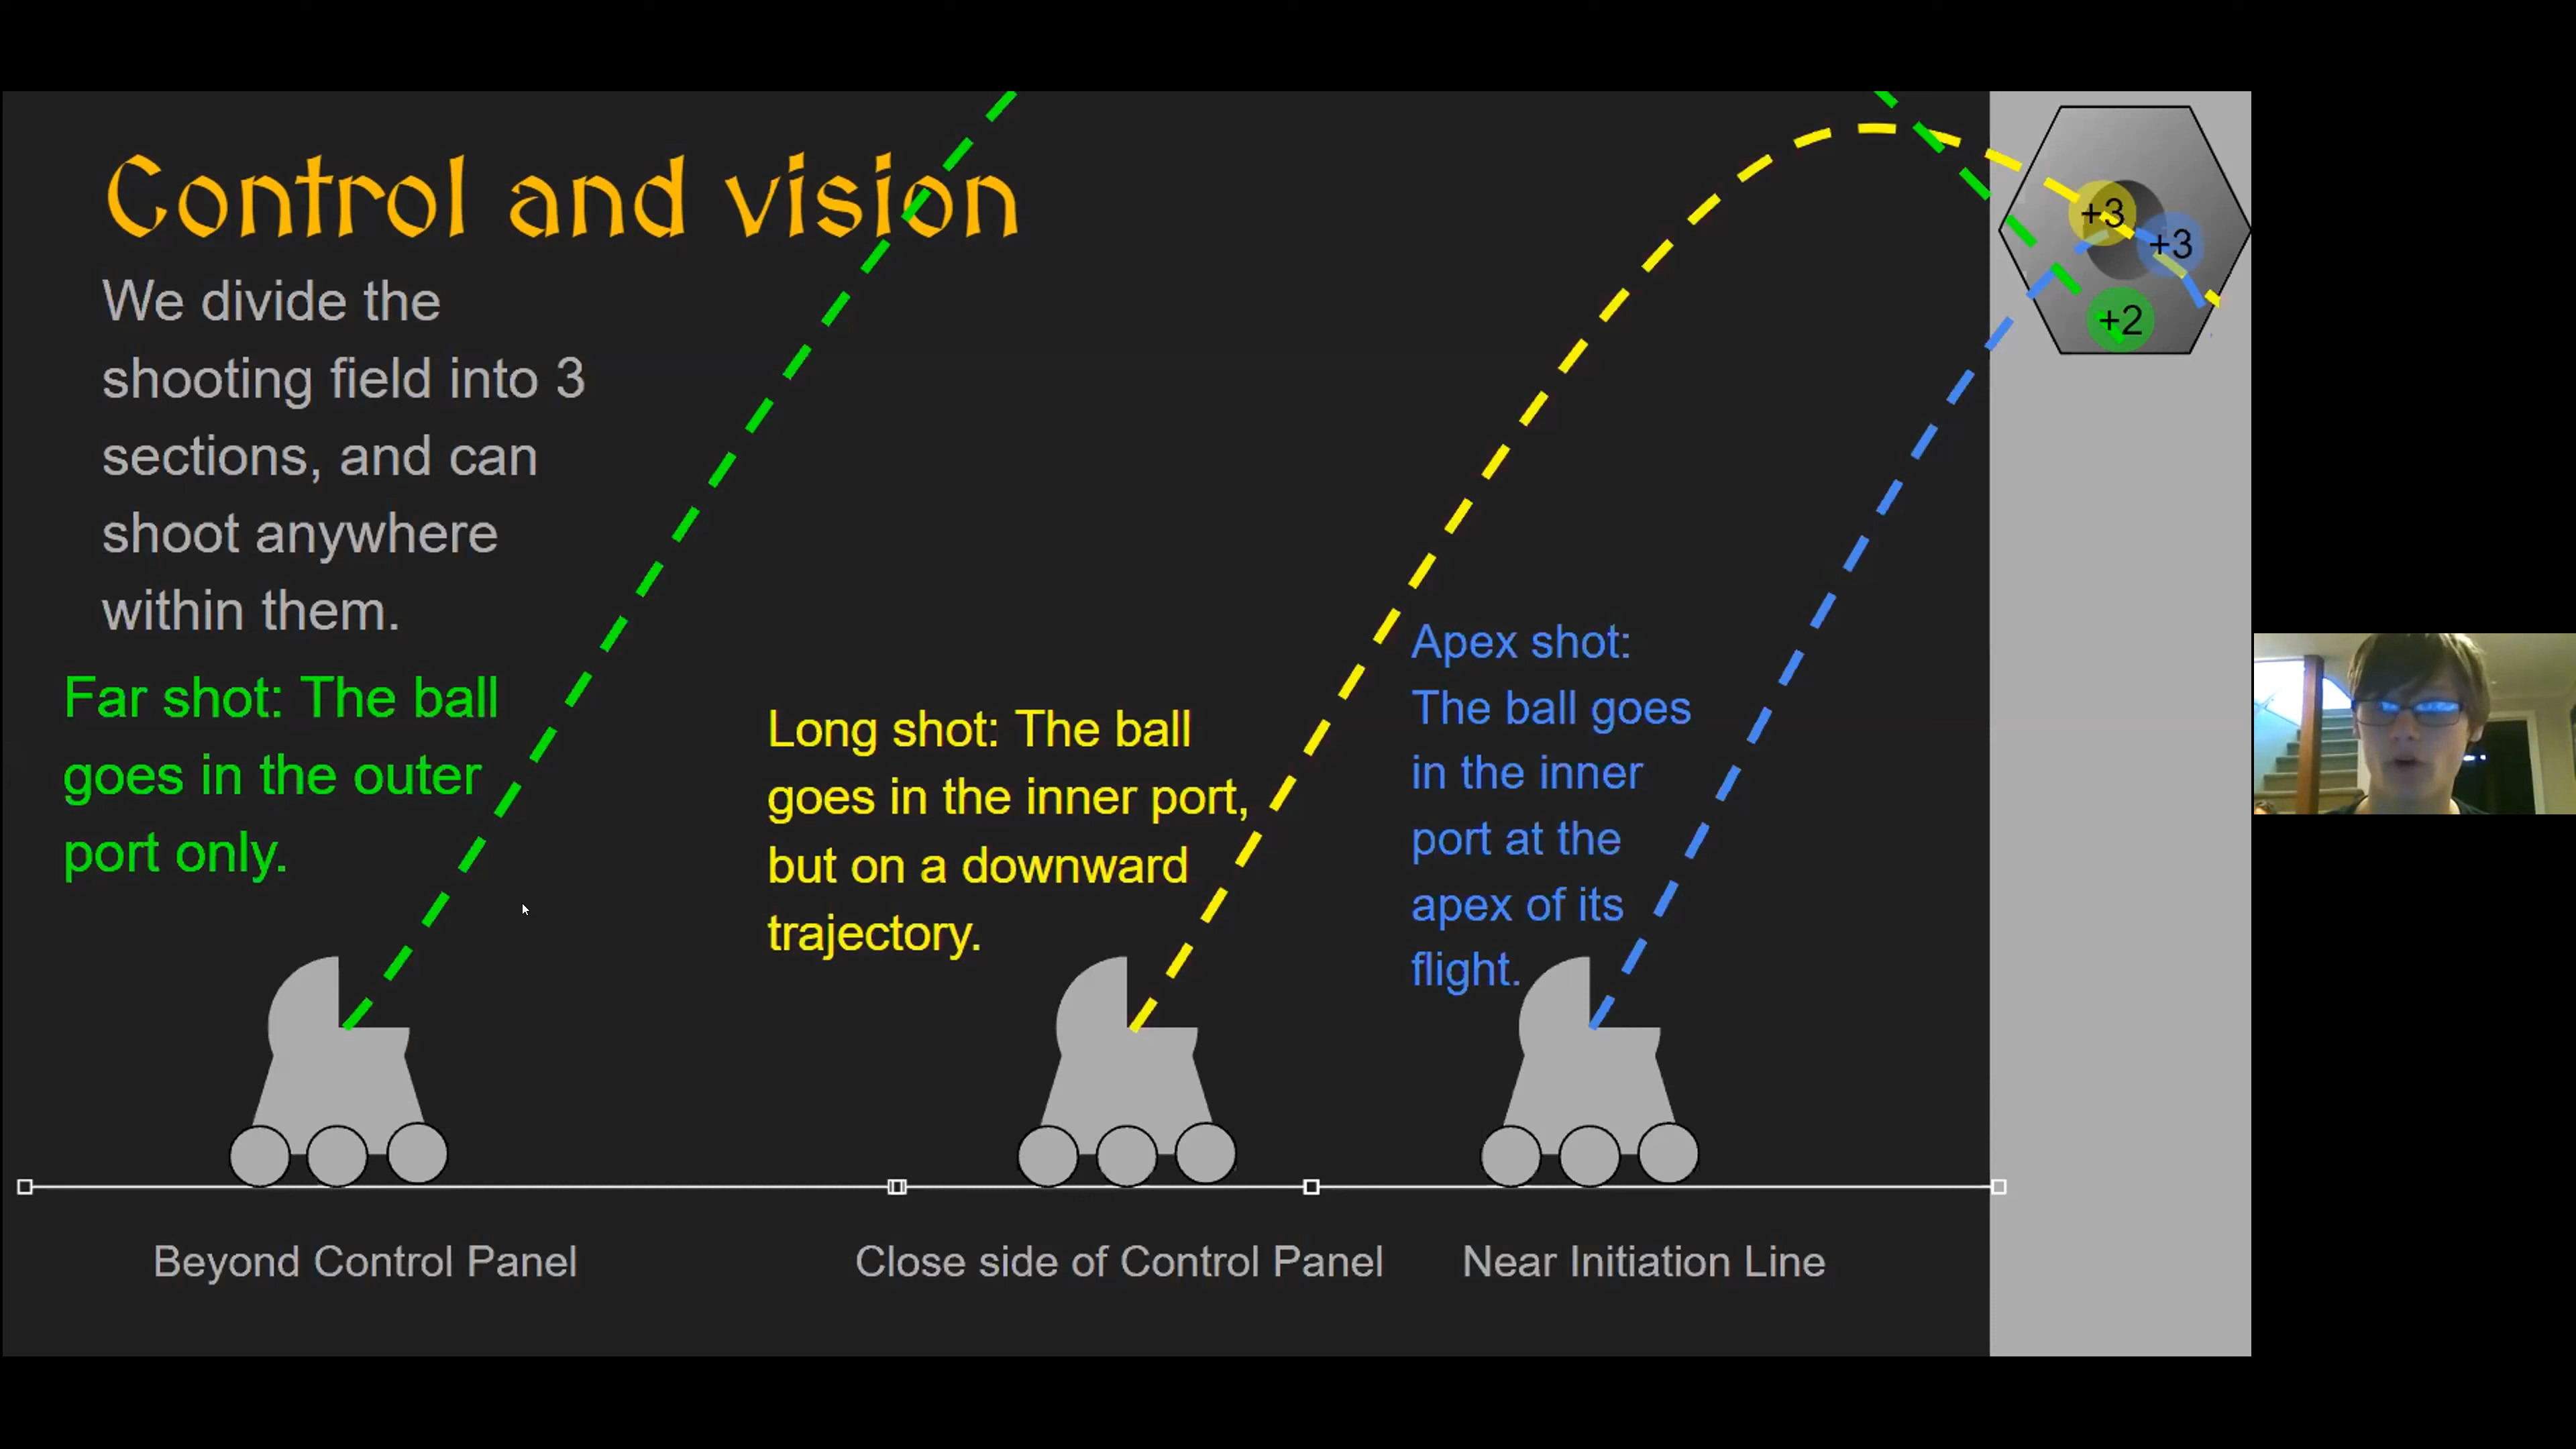 Control and vision
We divide the
shooting field into 3
sections, and can
shoot anywhere
within them.
Far shot: The ball
goes in the outer
port only.
Long shot: The ball
goes in the inner port,
but on a downward
trajectory.
Apex shot:
The ball goes
in the inner
port at the
apex of its
flight.
+3
+3
+2
Beyond Control Panel
Close side of Control Panel
Near Initiation Line